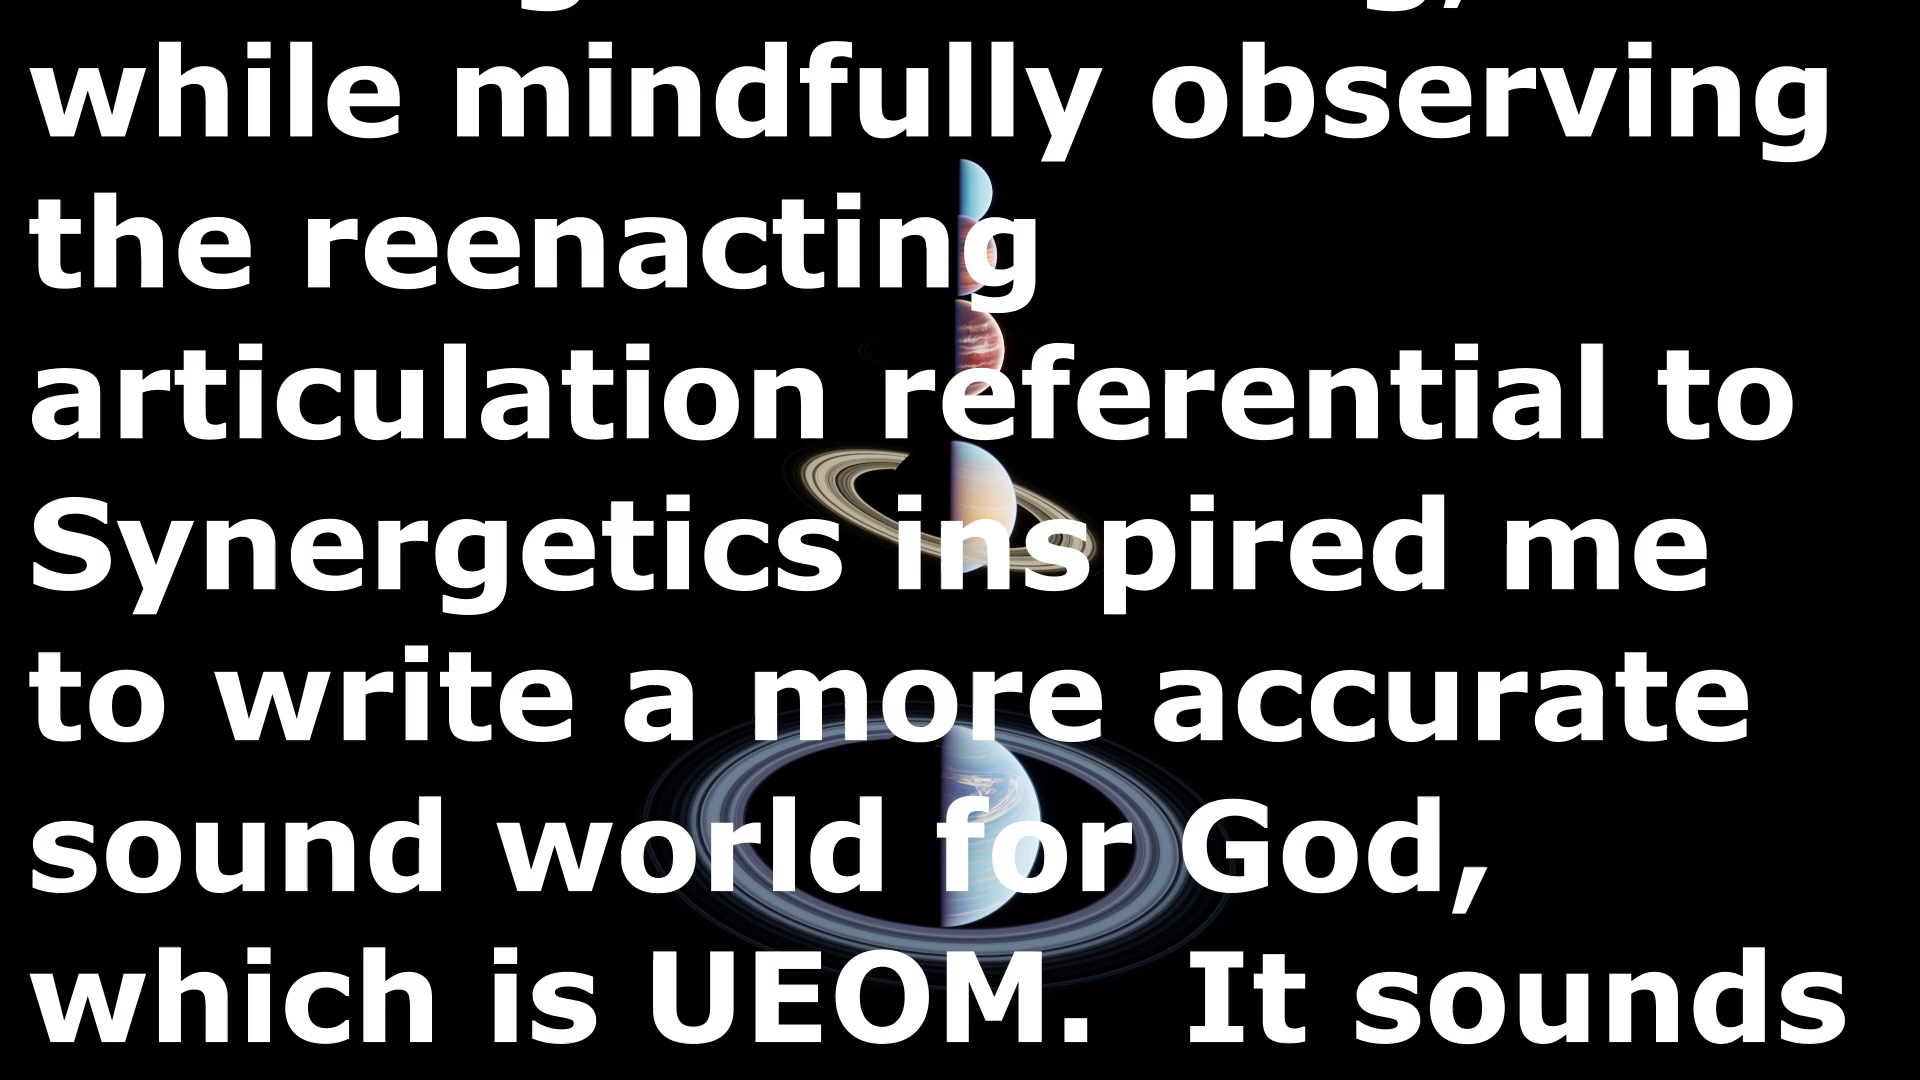 while mindfully observing
the reenacting
articulation referential to
Synergetics inspired me
to write a more accurate
sound world for God,
which is UEOM.  It sounds